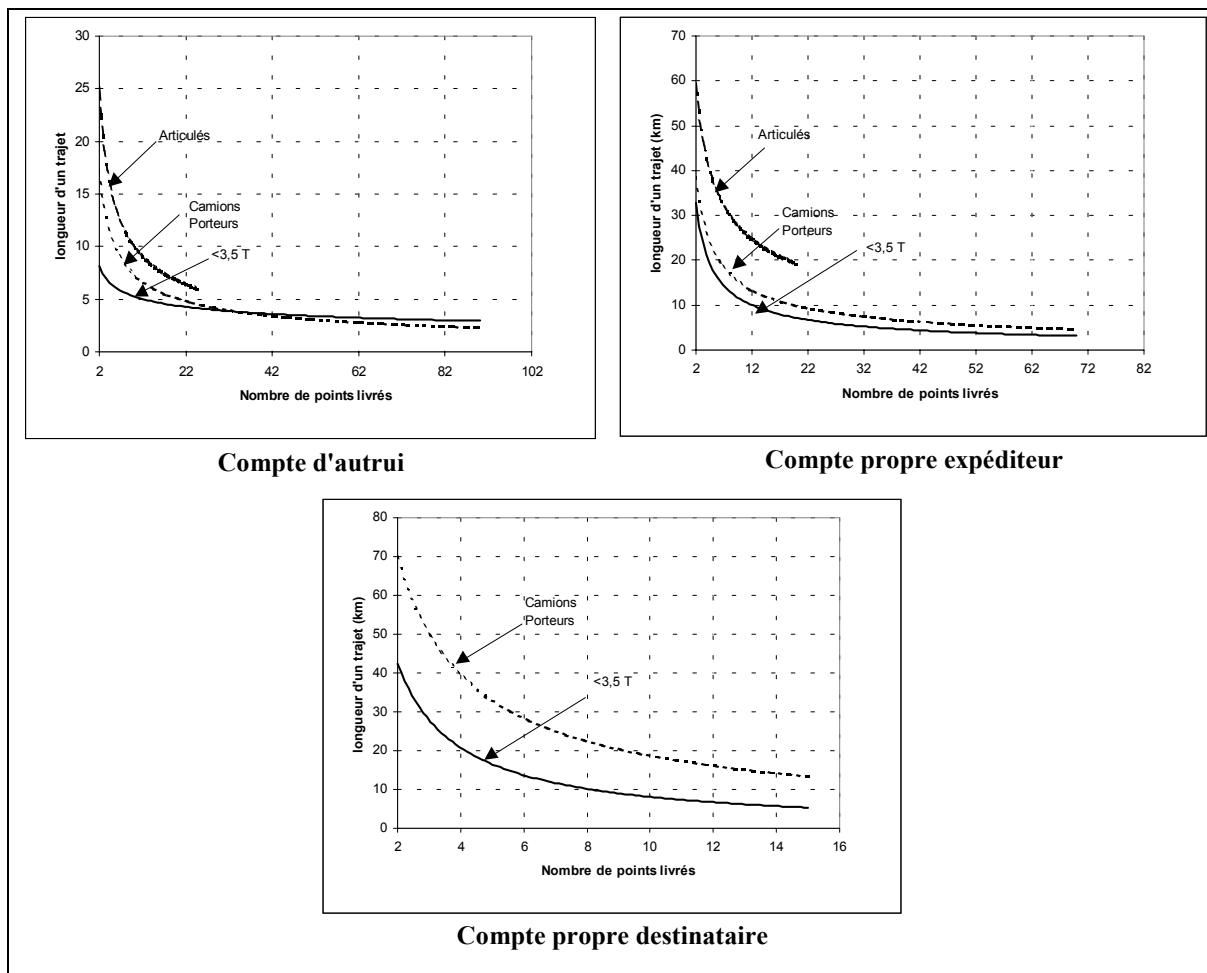 30
25
20
15
10
5
0
longueur d'un trajet
Articulés
Camions
Porteurs
<3,5 T
2 22 42 62 82 102
Nombre de points livrés
Compte d'autrui
70
60
50
40
30
20
10
0
longueur d'un trajet (km)
Articulés
Camions
Porteurs
<3,5 T
2 12 22 32 42 52 62 72 82
Nombre de points livrés
Compte propre expéditeur
80
70
60
50
40
30
20
10
0
longueur d'un trajet (km)
Camions
Porteurs
<3,5 T
2 4 6 8 10 12 14 16
Nombre de points livrés
Compte propre destinataire